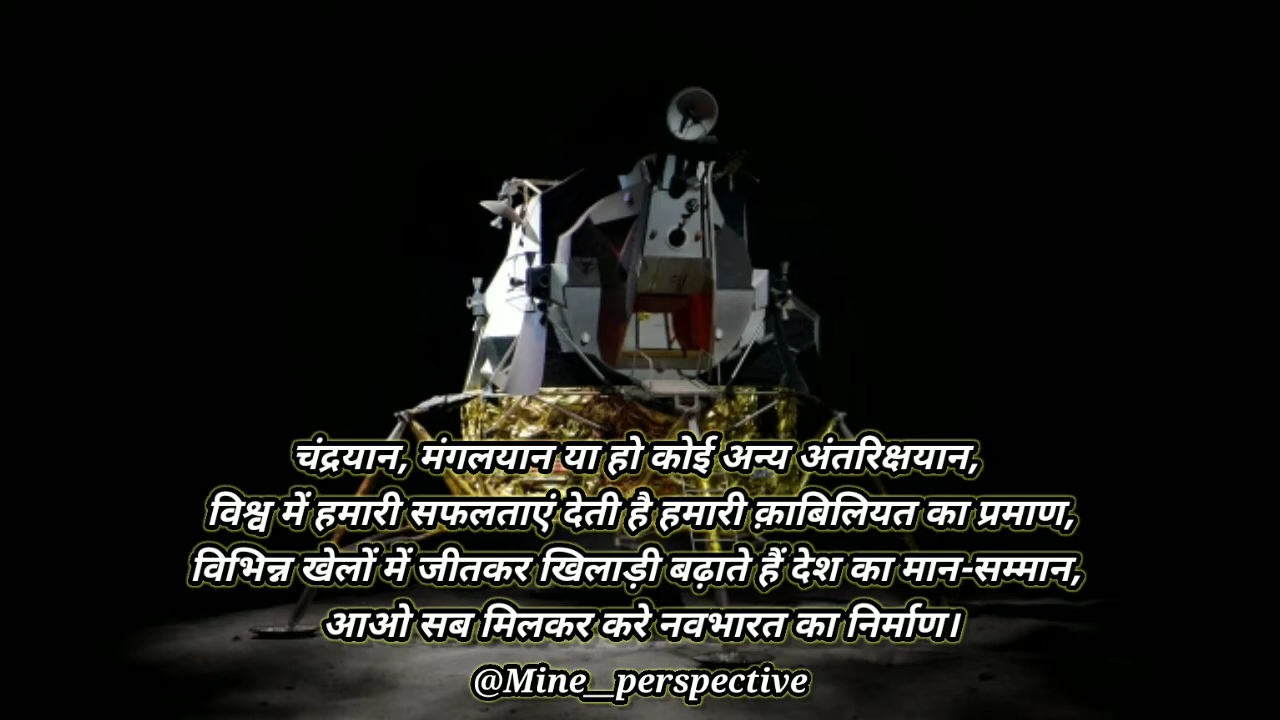 चंद्रयान, मंगलयान या हो कोई अन्य अंतरिक्षयान,
विश्व में हमारी सफलताएं देती है हमारी क़ाबिलियत का प्रमाण,
विभिन्न खेलों में जीतकर खिलाड़ी बढ़ाते हैं देश का मान-सम्मान,
आओ सब मिलकर करे नवभारत का निर्माण।
@Mine__perspective